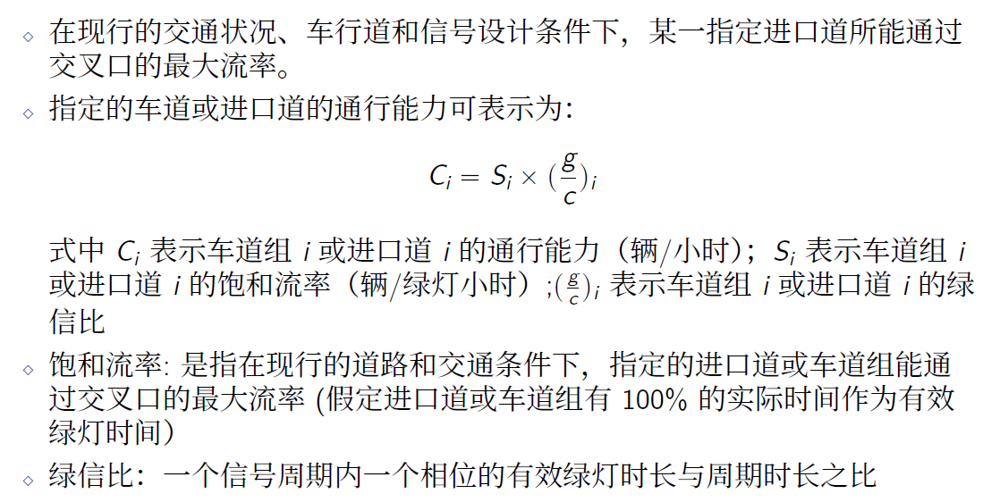 ◇ 在现行的交通状况、车行道和信号设计条件下，某一指定进口道所能通过
交叉口的最大流率。
◇ 指定的车道或进口道的通行能力可表示为：
C_i = S_i × (g/c)_i
式中 C_i 表示车道组 i 或进口道 i 的通行能力（辆/小时）；S_i 表示车道组 i
或进口道 i 的饱和流率（辆/绿灯小时）;(g/c)_i 表示车道组 i 或进口道 i 的绿
信比
◇ 饱和流率: 是指在现行的道路和交通条件下，指定的进口道或车道组能通
过交叉口的最大流率 (假定进口道或车道组有 100% 的实际时间作为有效
绿灯时间）
◇ 绿信比：一个信号周期内一个相位的有效绿灯时长与周期时长之比